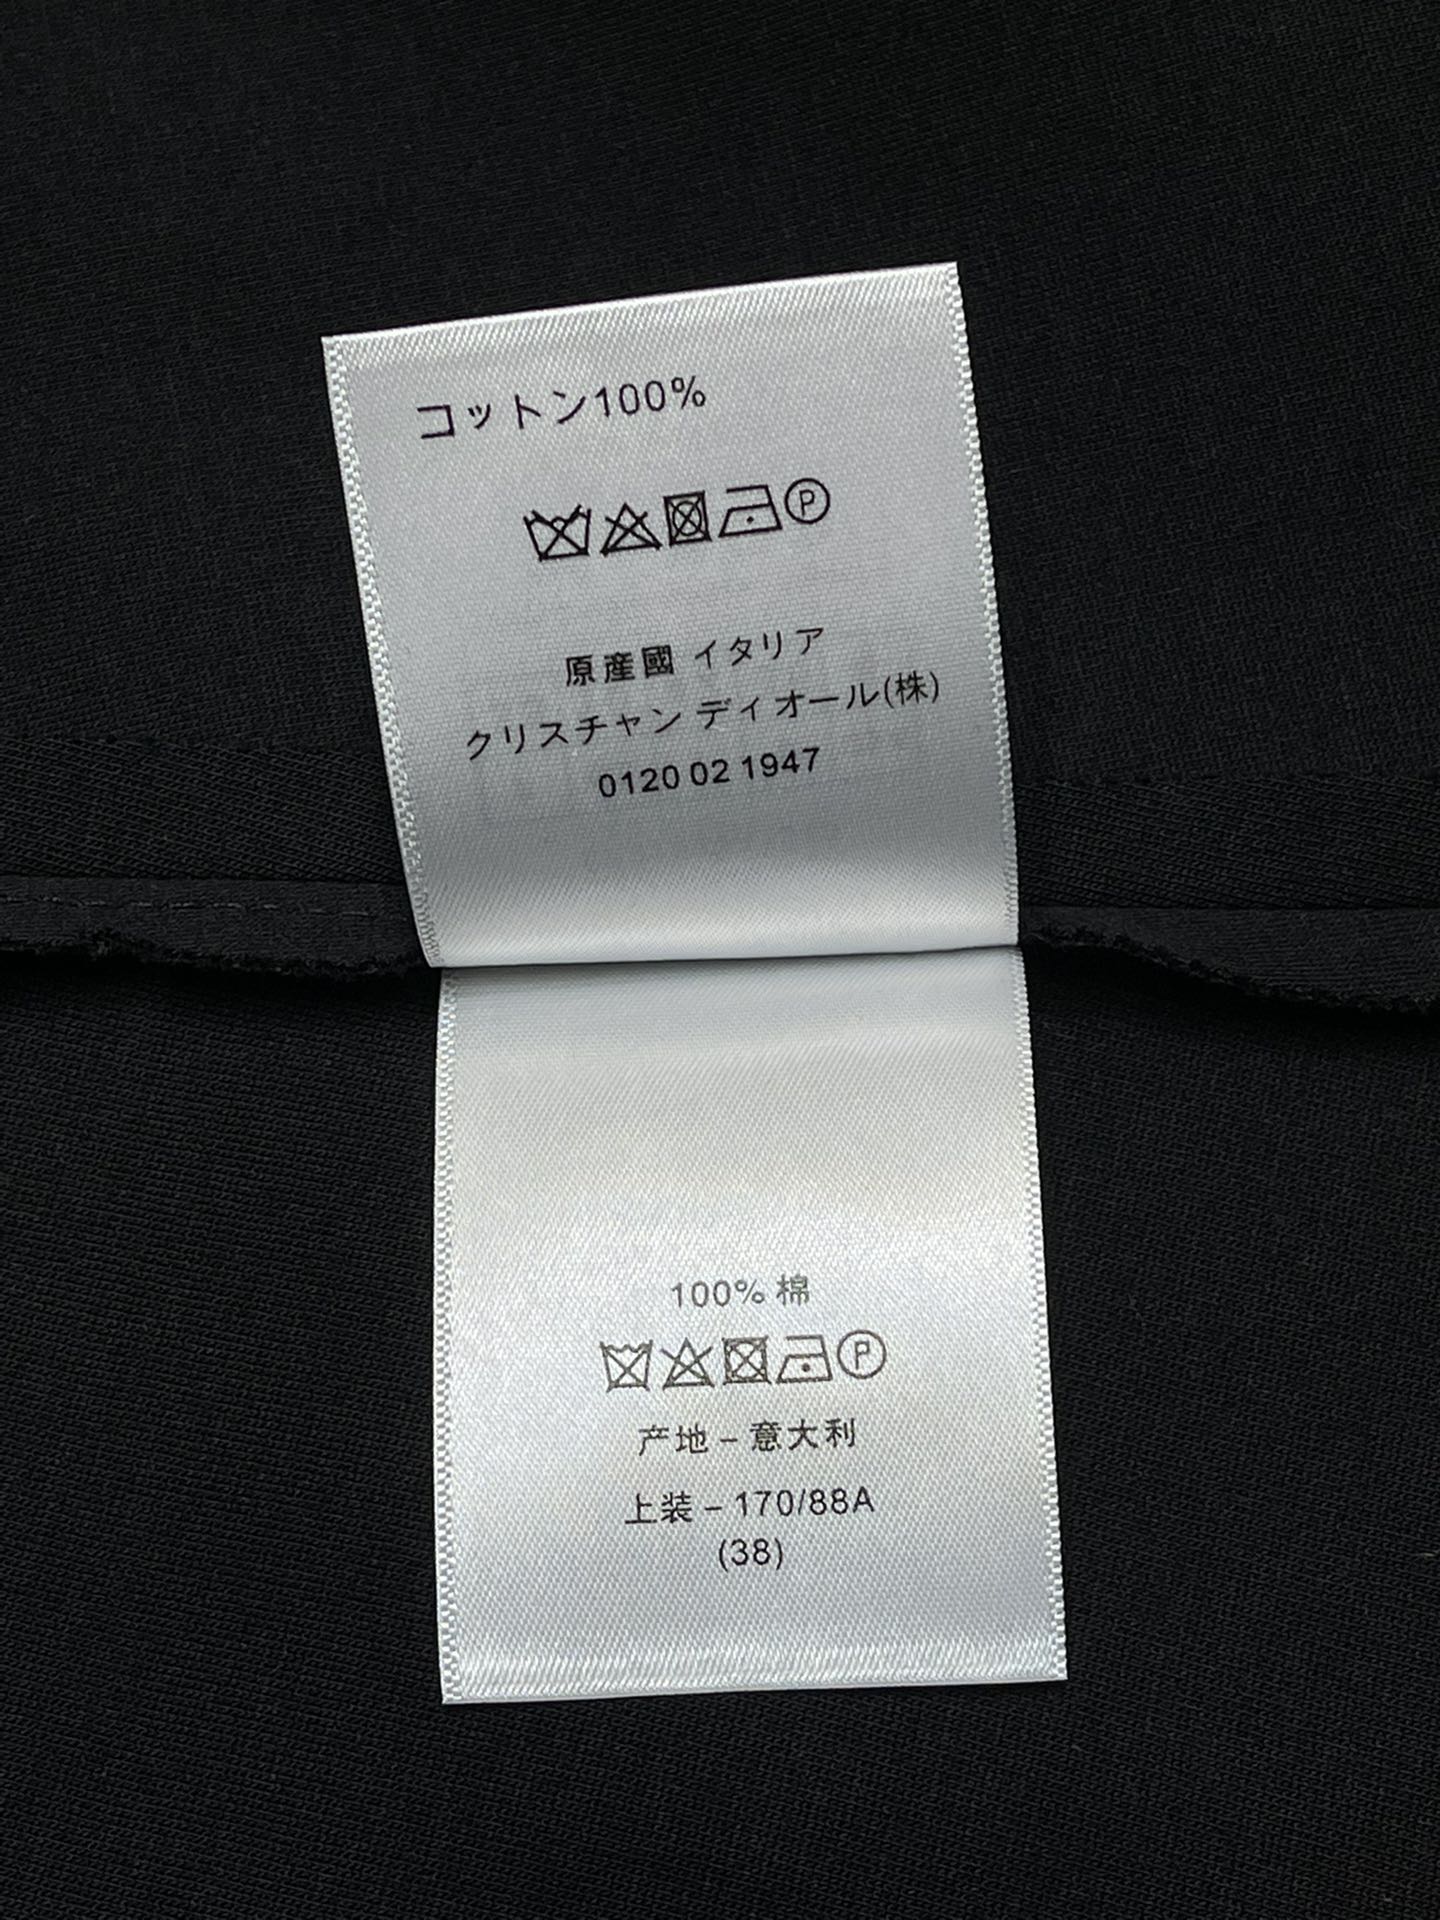 コットン100%
P
原産國 イタリア
クリスチャン ディオール(株)
0120 02 1947
100% 棉
P
产地 – 意大利
上装 – 170/88A
(38)